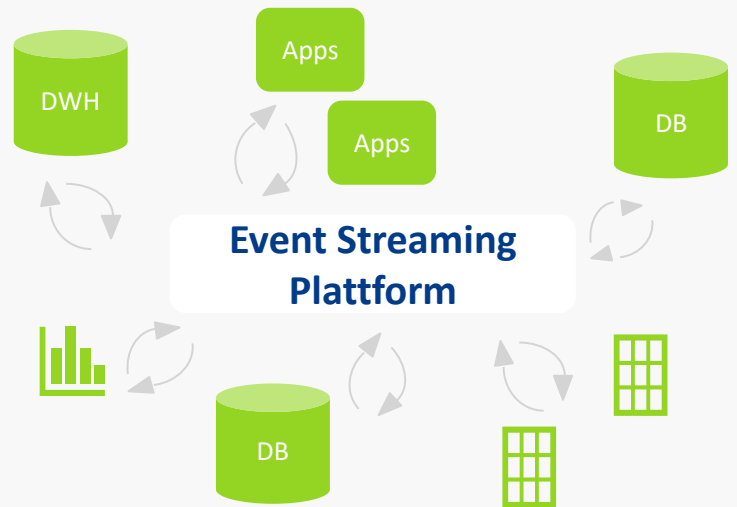 Apps
DWH
Apps
DB
Event Streaming
Plattform
DB